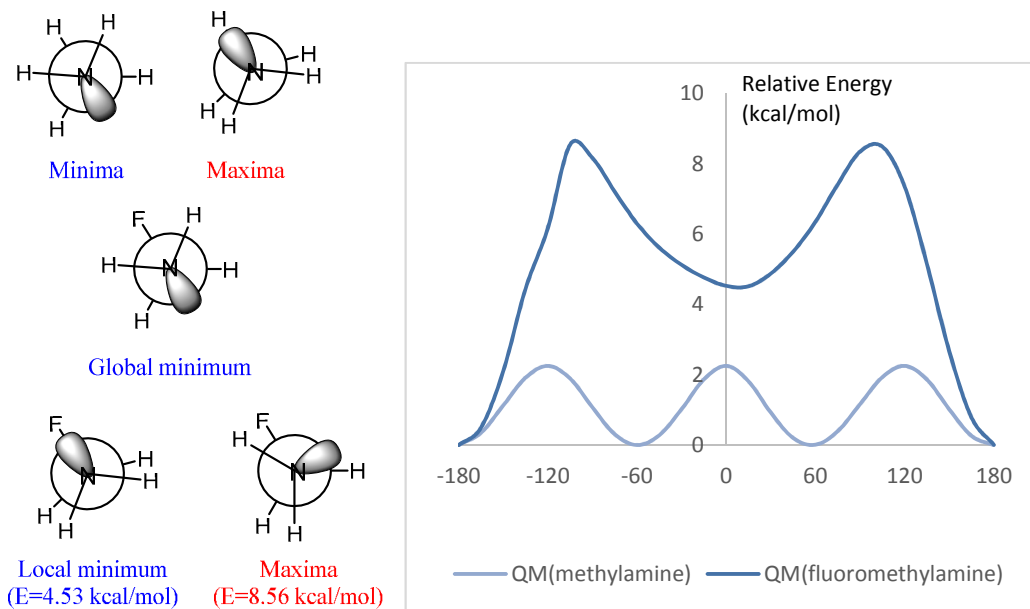 H
H
H
N
H
H
Minima
H
H
N
H
H
H
Maxima
F
H
H
N
H
H
Global minimum
F
H
N
H
H
H
Local minimum
(E=4.53 kcal/mol)
F
H
N
H
H
H
Maxima
(E=8.56 kcal/mol)
Relative Energy
(kcal/mol)
10
8
6
4
2
0
-180
-120
-60
0
60
120
180
QM(methylamine)
QM(fluoromethylamine)